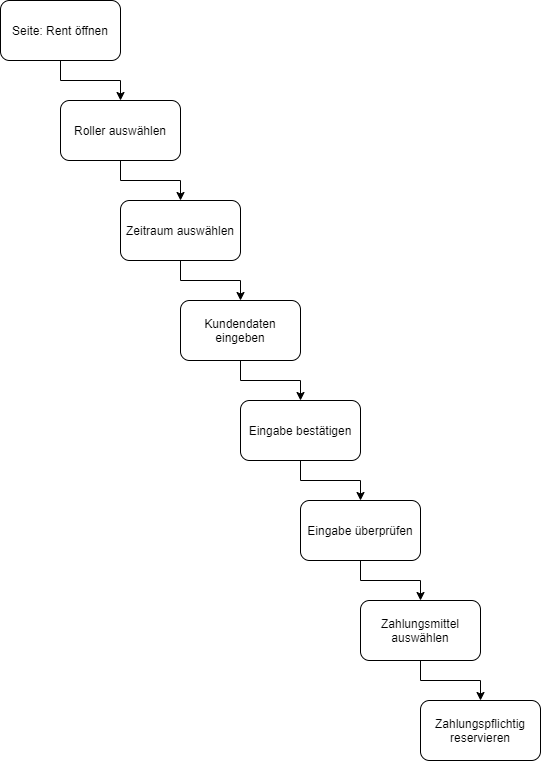 Seite: Rent öffnen
Roller auswählen
Zeitraum auswählen
Kundendaten
eingeben
Eingabe bestätigen
Eingabe überprüfen
Zahlungsmittel
auswählen
Zahlungspflichtig
reservieren